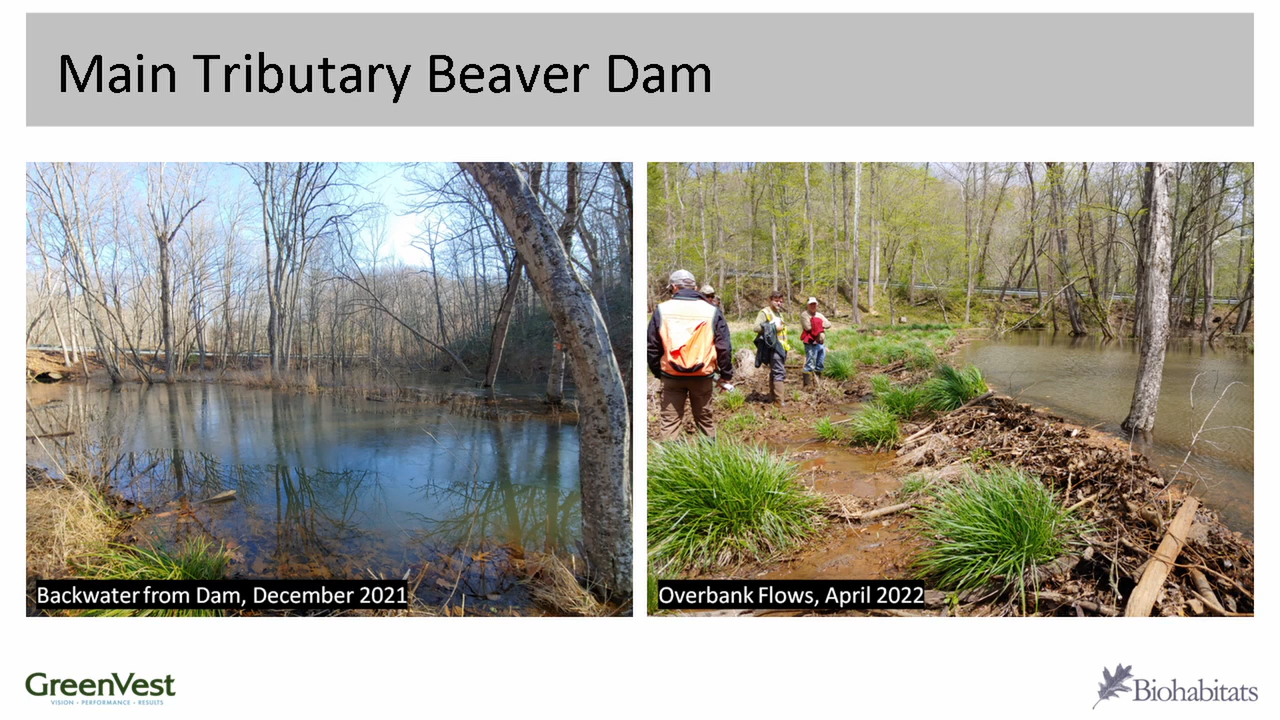 Main Tributary Beaver Dam
Backwater from Dam, December 2021
Overbank Flows, April 2022
GreenVest
VISION • PERFORMANCE • RESULTS
Biohabitats